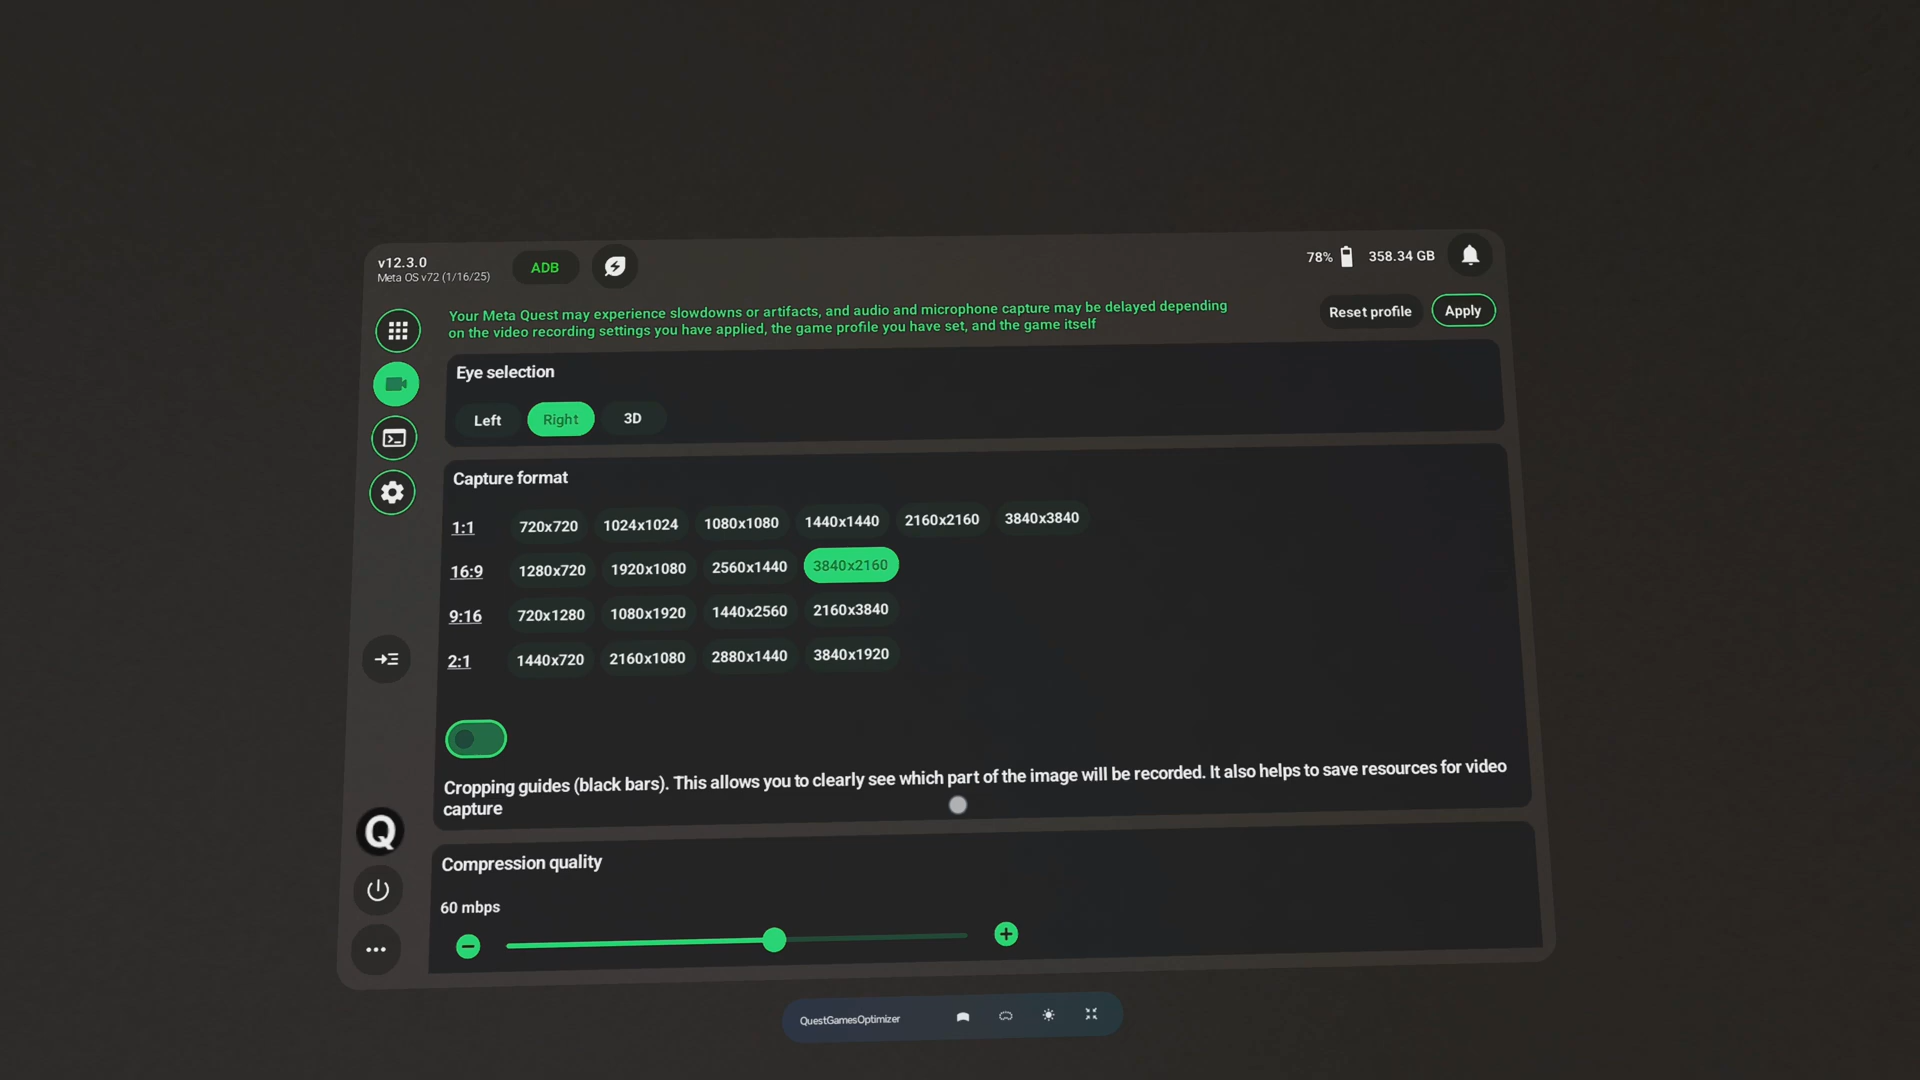 v12.3.0
Meta OS v72 (1/16/25)
ADB
78%
358.34 GB
Your Meta Quest may experience slowdowns or artifacts, and audio and microphone capture may be delayed depending
on the video recording settings you have applied, the game profile you have set, and the game itself
Reset profile
Apply
Eye selection
Left
Right
3D
Capture format
1:1 720x720 1024x1024 1080x1080 1440x1440 2160x2160 3840x3840
16:9 1280x720 1920x1080 2560x1440 3840x2160
9:16 720x1280 1080x1920 1440x2560 2160x3840
2:1 1440x720 2160x1080 2880x1440 3840x1920
Cropping guides (black bars). This allows you to clearly see which part of the image will be recorded. It also helps to save resources for video
capture
Q
Compression quality
60 mbps
QuestGamesOptimizer